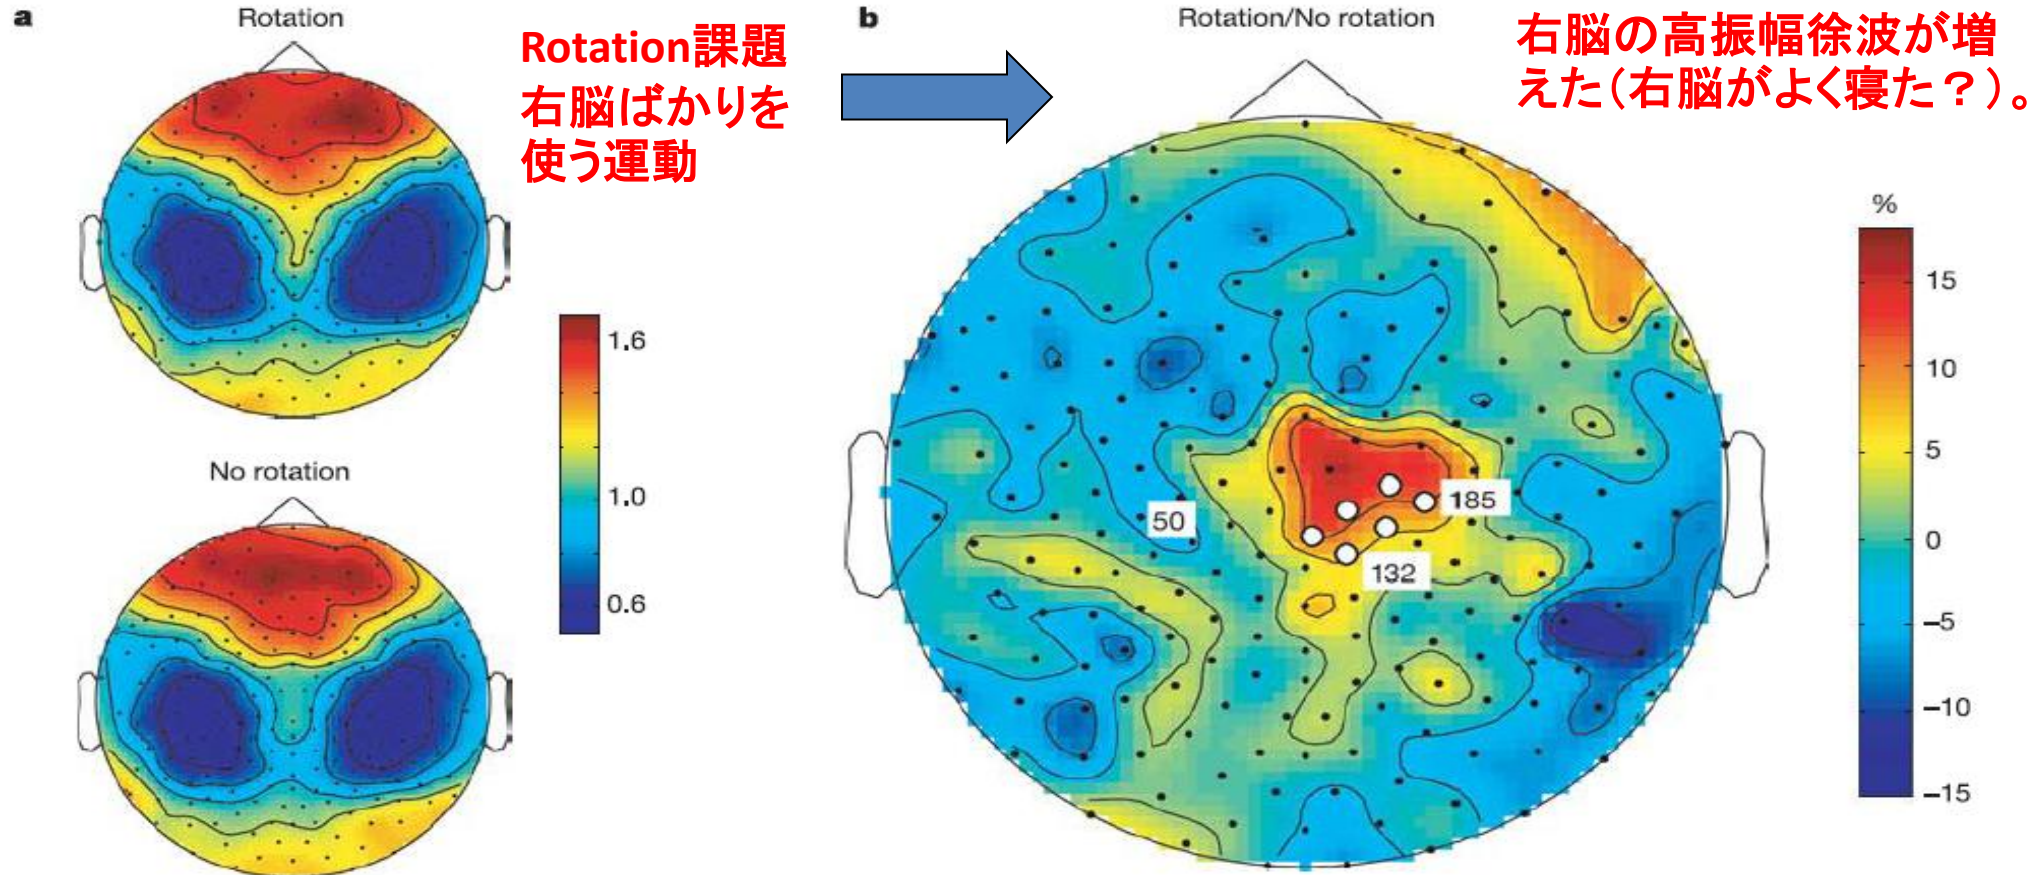 a
Rotation
Rotation課題
右脳ばかりを
使う運動
1.6
1.0
0.6
No rotation
b
Rotation/No rotation
右脳の高振幅徐波が増
えた(右脳がよく寝た?)。
50
185
132
%
15
10
5
0
−5
−10
−15